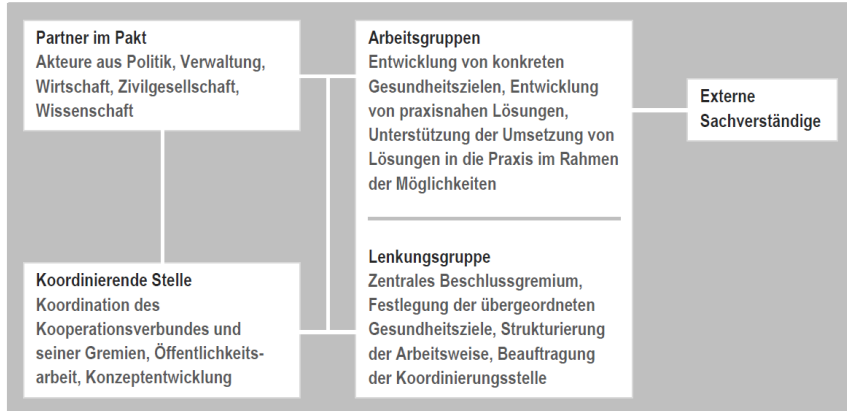 Partner im Pakt
Akteure aus Politik, Verwaltung,
Wirtschaft, Zivilgesellschaft,
Wissenschaft
Arbeitsgruppen
Entwicklung von konkreten
Gesundheitszielen, Entwicklung
von praxisnahen Lösungen,
Unterstützung der Umsetzung von
Lösungen in die Praxis im Rahmen
der Möglichkeiten
Externe
Sachverständige
Koordinierende Stelle
Koordination des
Kooperationsverbundes und
seiner Gremien, Öffentlichkeits-
arbeit, Konzeptentwicklung
Lenkungsgruppe
Zentrales Beschlussgremium,
Festlegung der übergeordneten
Gesundheitsziele, Strukturierung
der Arbeitsweise, Beauftragung
der Koordinierungsstelle